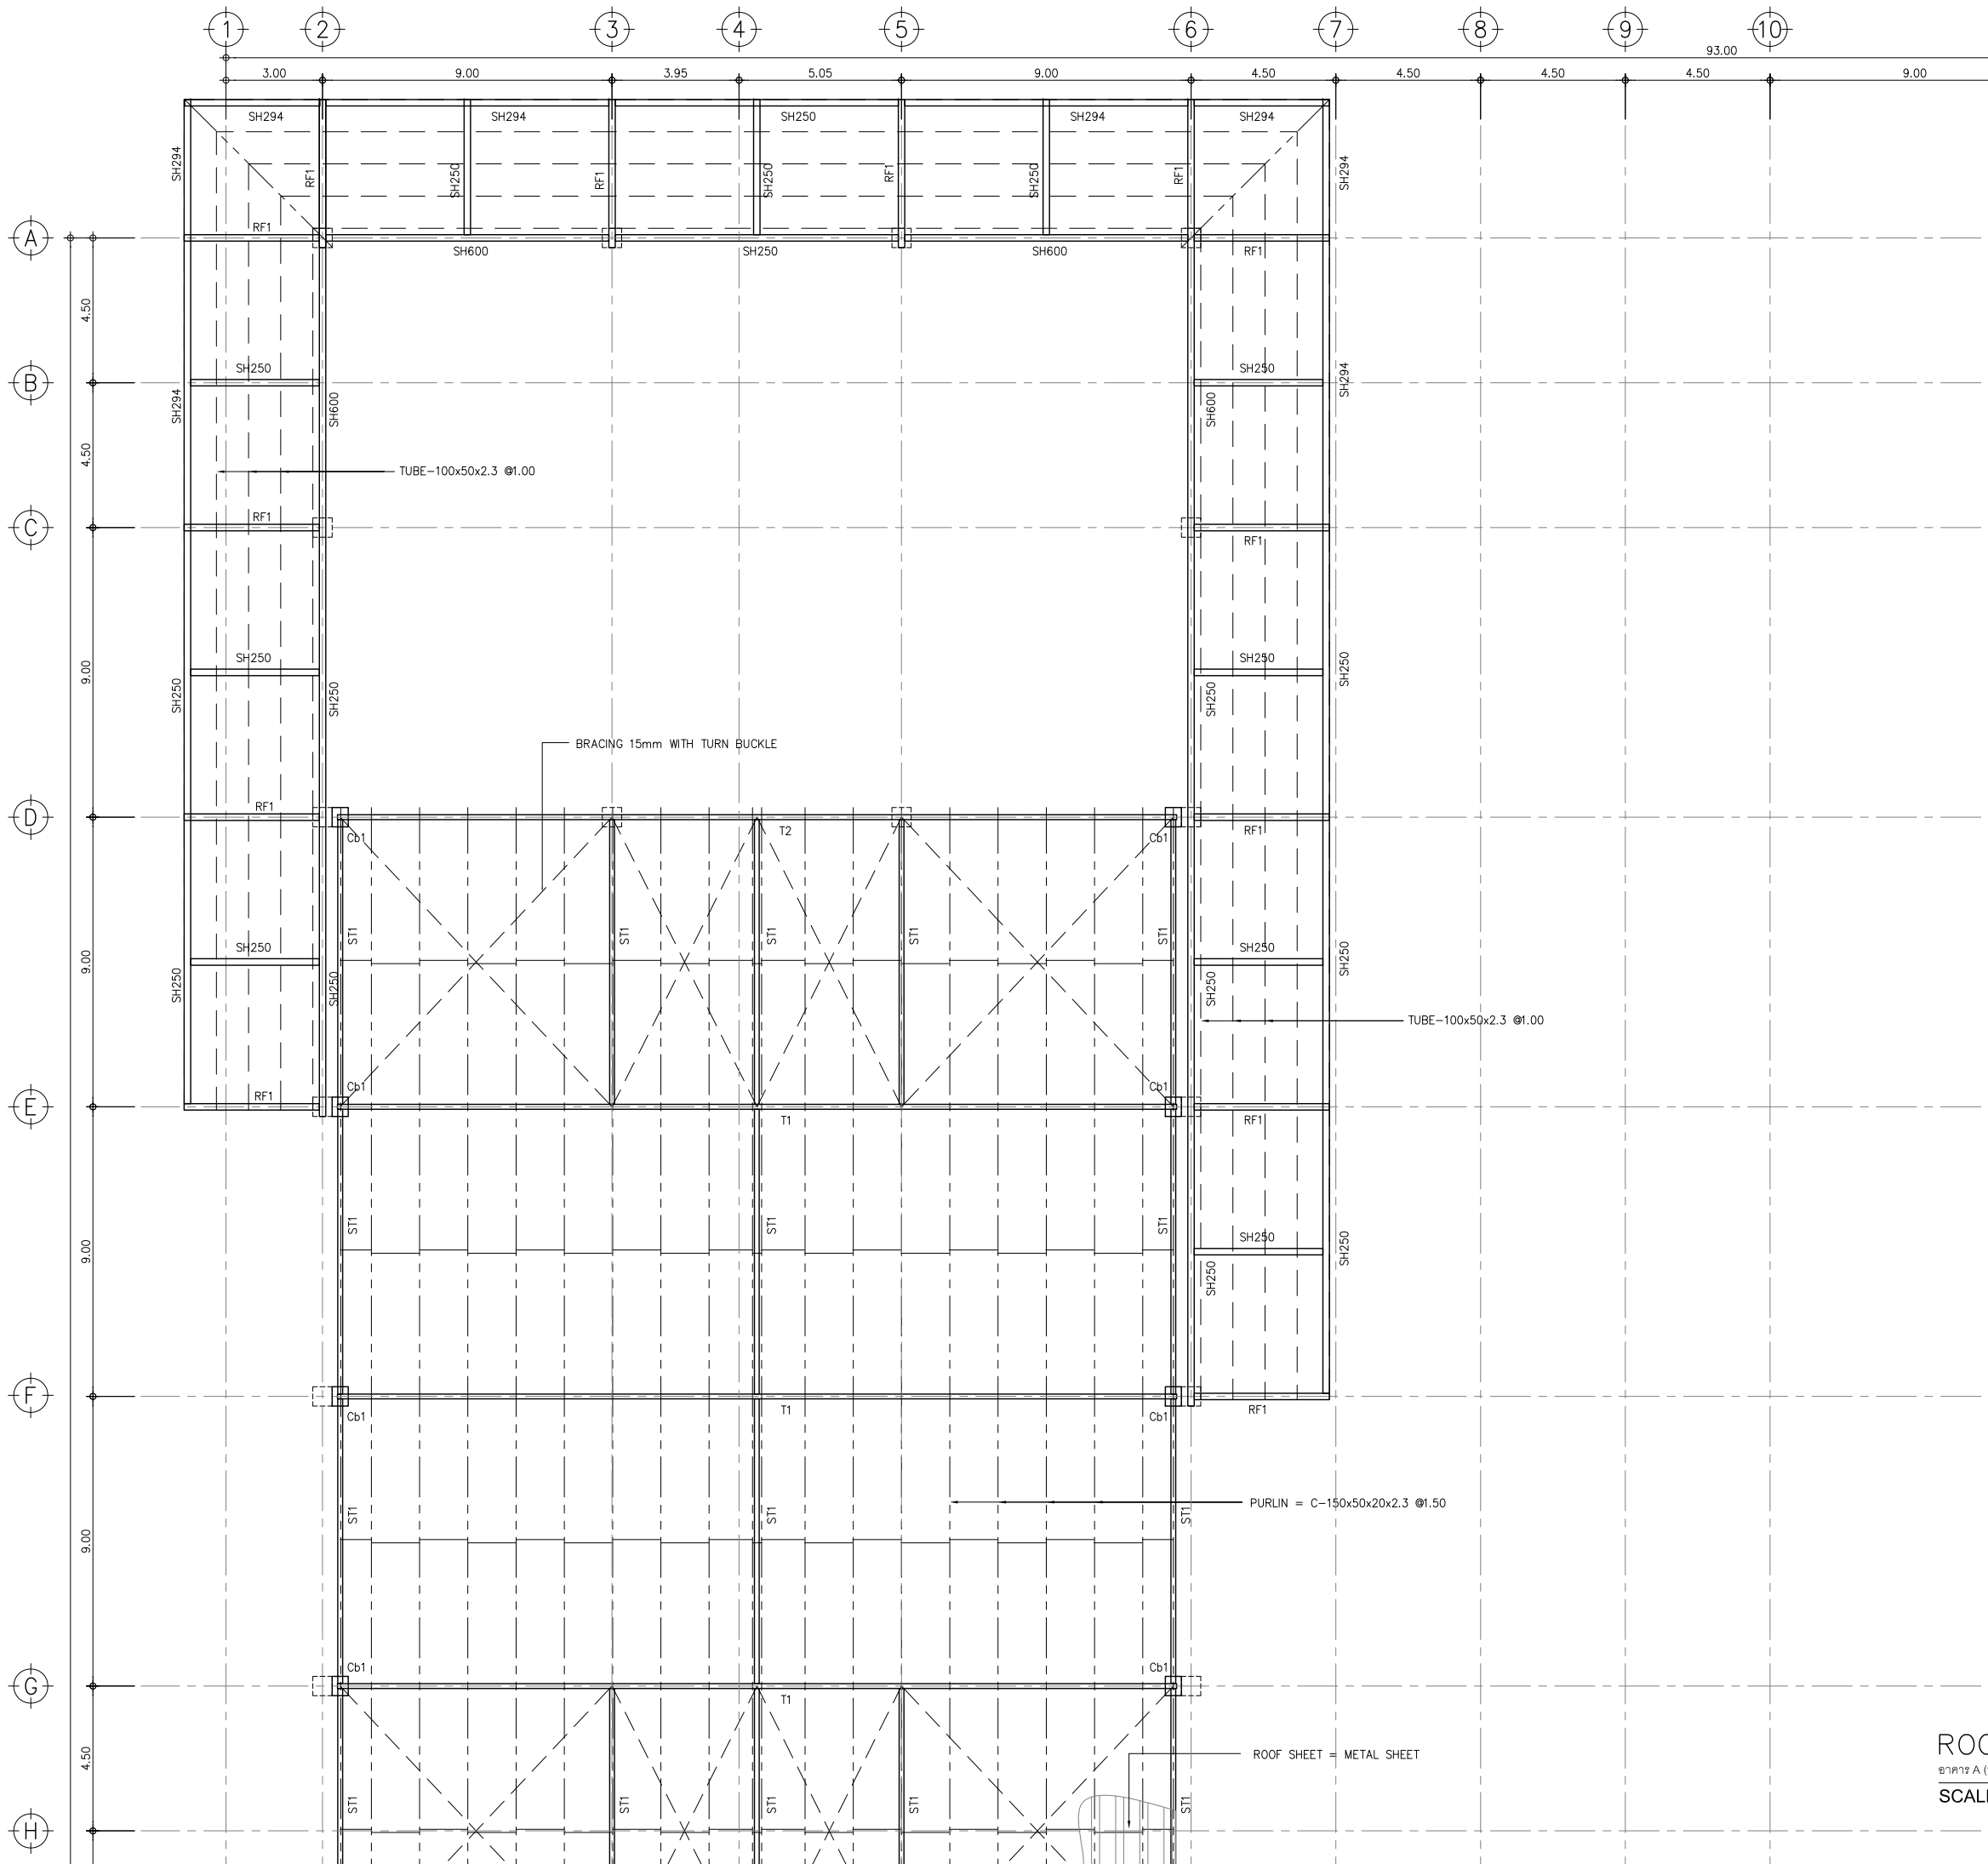 1 2 3 4 5 6 7 8 9 10
93.00
3.00 9.00 3.95 5.05 9.00 4.50 4.50 4.50 4.50 9.00
SH294 SH294 SH250 SH294 SH294
SH294 RF1 SH250 RF1 SH250 RF1 SH250 RF1 SH294
A RF1 SH600 SH250 SH600 RF1
4.50
B SH250 SH250
SH294 SH600 SH600 SH294
4.50
TUBE-100x50x2.3 @1.00
C RF1 RF1
9.00 SH250 SH250
SH250 SH250 SH250 SH250
BRACING 15mm WITH TURN BUCKLE
D RF1 T2 RF1
Cb1 Cb1
ST1 ST1 ST1 ST1 ST1
9.00 SH250 SH250
SH250 SH250 SH250 SH250
TUBE-100x50x2.3 @1.00
Cb1 Cb1
E RF1 T1 RF1
9.00 ST1 ST1 ST1 SH250
SH250 SH250
F T1 RF1
Cb1 Cb1
PURLIN = C-150x50x20x2.3 @1.50
9.00 ST1 ST1 ST1
Cb1 Cb1
G T1
4.50
ROOF SHEET = METAL SHEET
อาคาร A (
ST1 ST1 ST1 ST1 ST1
H